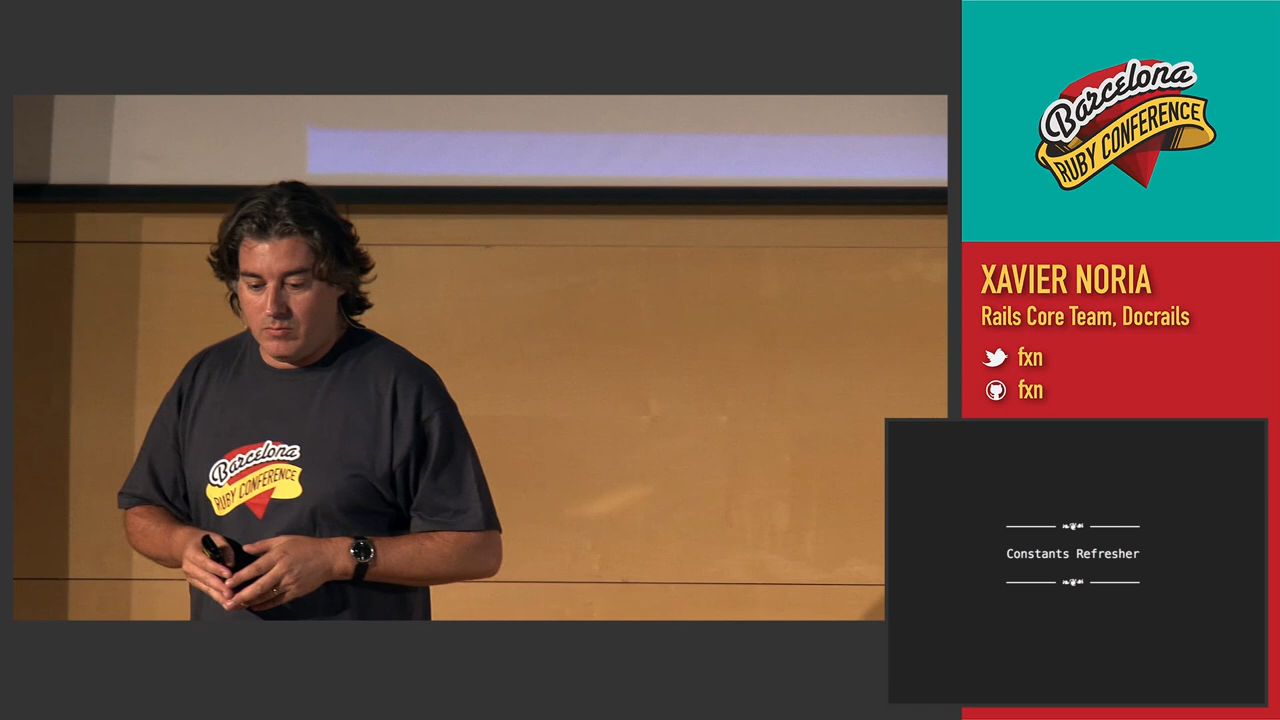 Barcelona
RUBY CONFERENCE
XAVIER NORIA
Rails Core Team, Docrails
fxn
fxn
Constants Refresher
Barcelona
RUBY CONFERENCE